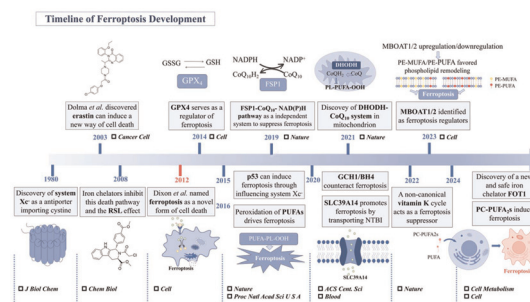 Timeline of Ferroptosis Development
GSSG
GSH
GPX4
NADPH
NADP+
CoQ10H2
CoQ10
FSP1
DHODH
CoQH2
CoQ
PL-PUFA-OOH
MBOAT1/2 upregulation/downregulation
PE-MUFA/PE-PUFA favored
phospholipid remodeling
PE-MUFA
PE-PUFA
Ferroptosis
Dolma et al. discovered
erastin can induce a
new way of cell death
2003
Cancer Cell
GPX4 serves as a
regulator of
ferroptosis
2014
Cell
FSP1-CoQ10- NAD(P)H
pathway as a independent
system to suppress ferroptosis
2019
Nature
Discovey of DHODH-
CoQ10 system in
mitochondrion
2021
Nature
MBOAT1/2 identified
as ferroptosis regulators
2023
Cell
1980
Discovery of system
Xc- as a antiporter
importing cystine
J Biol Chem
2008
Iron chelators inhibit
this death pathway
and the RSL effect
Chem Biol
2012
Dixon et al. named
ferroptosis as a novel
form of cell death
Ferroptosis
Cell
2015
2016
p53 can induce
ferroptosis through
influencing system Xc-
Peroxidation of PUFAs
drives ferroptosis
PUFA-PL-OOH
Ferroptosis
Nature
Proc Natl Acad Sci U S A
2020
GCH1/BH4
counteract ferroptosis
SLC39A14 promotes
ferroptosis by
transporting NTBI
SLC39A14
ACS Cent. Sci
Blood
2022
A non-canonical
vitamin K cycle
acts as a ferroptosis
suppressor
Nature
2024
Discovery of a new
and safe iron
chelator FOT1
PC-PUFA2s induce
ferroptosis
PC-PUFA2s
PUFA
Ferroptosis
Cell Metabolism
Cell